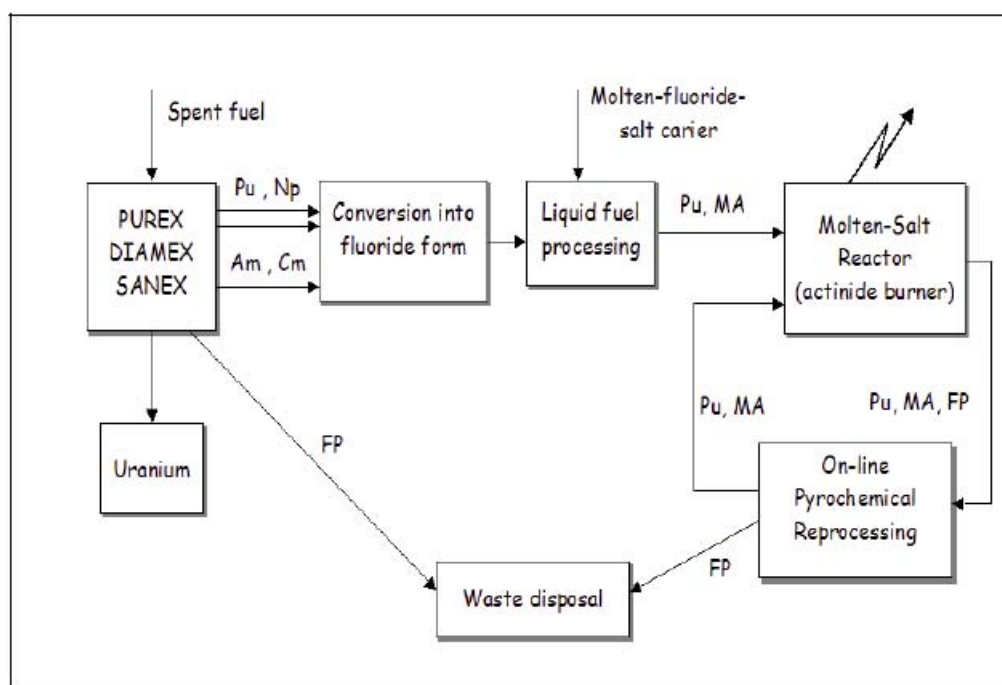 Spent fuel
Molten-fluoride-
salt carier
PUREX
DIAMEX
SANEX
Pu , Np
Am , Cm
Conversion into
fluoride form
Liquid fuel
processing
Pu, MA
Molten-Salt
Reactor
(actinide burner)
Uranium
FP
Pu, MA
Pu, MA, FP
On-line
Pyrochemical
Reprocessing
FP
Waste disposal